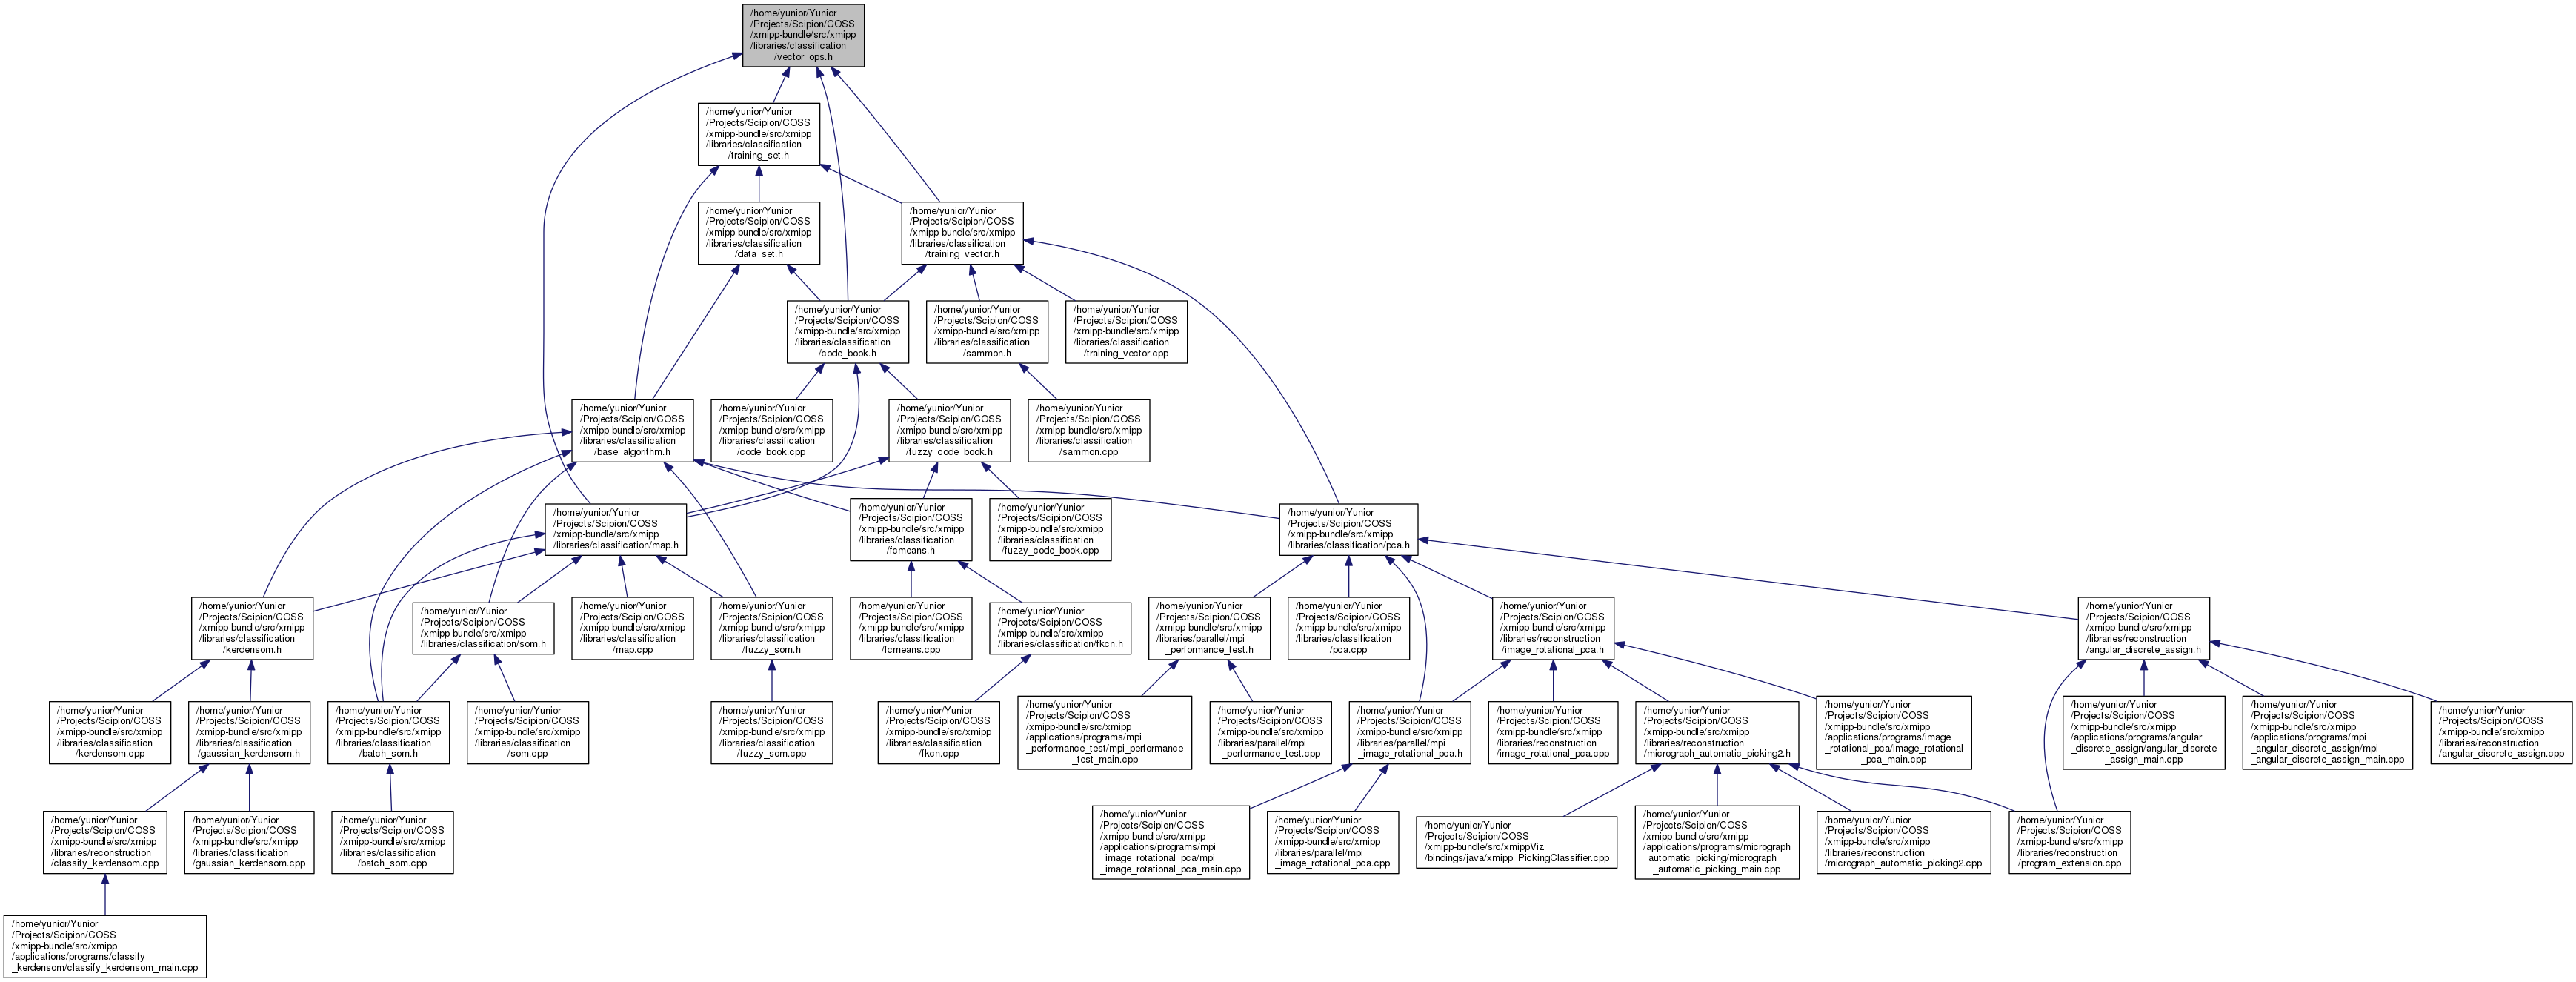 /home/yunior/Yunior
/Projects/Scipion/COSS
/xmipp-bundle/src/xmipp
/libraries/classification
/vector_ops.h
/home/yunior/Yunior
/Projects/Scipion/COSS
/xmipp-bundle/src/xmipp
/libraries/classification
/training_set.h
/home/yunior/Yunior
/Projects/Scipion/COSS
/xmipp-bundle/src/xmipp
/libraries/classification
/data_set.h
/home/yunior/Yunior
/Projects/Scipion/COSS
/xmipp-bundle/src/xmipp
/libraries/classification
/training_vector.h
/home/yunior/Yunior
/Projects/Scipion/COSS
/xmipp-bundle/src/xmipp
/libraries/classification
/code_book.h
/home/yunior/Yunior
/Projects/Scipion/COSS
/xmipp-bundle/src/xmipp
/libraries/classification
/sammon.h
/home/yunior/Yunior
/Projects/Scipion/COSS
/xmipp-bundle/src/xmipp
/libraries/classification
/training_vector.cpp
/home/yunior/Yunior
/Projects/Scipion/COSS
/xmipp-bundle/src/xmipp
/libraries/classification
/base_algorithm.h
/home/yunior/Yunior
/Projects/Scipion/COSS
/xmipp-bundle/src/xmipp
/libraries/classification
/code_book.cpp
/home/yunior/Yunior
/Projects/Scipion/COSS
/xmipp-bundle/src/xmipp
/libraries/classification
/fuzzy_code_book.h
/home/yunior/Yunior
/Projects/Scipion/COSS
/xmipp-bundle/src/xmipp
/libraries/classification
/sammon.cpp
/home/yunior/Yunior
/Projects/Scipion/COSS
/xmipp-bundle/src/xmipp
/libraries/classification/map.h
/home/yunior/Yunior
/Projects/Scipion/COSS
/xmipp-bundle/src/xmipp
/libraries/classification
/fcmeans.h
/home/yunior/Yunior
/Projects/Scipion/COSS
/xmipp-bundle/src/xmipp
/libraries/classification
/fuzzy_code_book.cpp
/home/yunior/Yunior
/Projects/Scipion/COSS
/xmipp-bundle/src/xmipp
/libraries/classification/pca.h
/home/yunior/Yunior
/Projects/Scipion/COSS
/xmipp-bundle/src/xmipp
/libraries/classification
/kerdensom.h
/home/yunior/Yunior
/Projects/Scipion/COSS
/xmipp-bundle/src/xmipp
/libraries/classification/som.h
/home/yunior/Yunior
/Projects/Scipion/COSS
/xmipp-bundle/src/xmipp
/libraries/classification
/map.cpp
/home/yunior/Yunior
/Projects/Scipion/COSS
/xmipp-bundle/src/xmipp
/libraries/classification
/fuzzy_som.h
/home/yunior/Yunior
/Projects/Scipion/COSS
/xmipp-bundle/src/xmipp
/libraries/classification
/fcmeans.cpp
/home/yunior/Yunior
/Projects/Scipion/COSS
/xmipp-bundle/src/xmipp
/libraries/classification/fkcn.h
/home/yunior/Yunior
/Projects/Scipion/COSS
/xmipp-bundle/src/xmipp
/libraries/parallel/mpi
_performance_test.h
/home/yunior/Yunior
/Projects/Scipion/COSS
/xmipp-bundle/src/xmipp
/libraries/classification
/pca.cpp
/home/yunior/Yunior
/Projects/Scipion/COSS
/xmipp-bundle/src/xmipp
/libraries/reconstruction
/image_rotational_pca.h
/home/yunior/Yunior
/Projects/Scipion/COSS
/xmipp-bundle/src/xmipp
/libraries/reconstruction
/angular_discrete_assign.h
/home/yunior/Yunior
/Projects/Scipion/COSS
/xmipp-bundle/src/xmipp
/libraries/classification
/kerdensom.cpp
/home/yunior/Yunior
/Projects/Scipion/COSS
/xmipp-bundle/src/xmipp
/libraries/classification
/gaussian_kerdensom.h
/home/yunior/Yunior
/Projects/Scipion/COSS
/xmipp-bundle/src/xmipp
/libraries/classification
/batch_som.h
/home/yunior/Yunior
/Projects/Scipion/COSS
/xmipp-bundle/src/xmipp
/libraries/classification
/som.cpp
/home/yunior/Yunior
/Projects/Scipion/COSS
/xmipp-bundle/src/xmipp
/libraries/classification
/fuzzy_som.cpp
/home/yunior/Yunior
/Projects/Scipion/COSS
/xmipp-bundle/src/xmipp
/libraries/classification
/fkcn.cpp
/home/yunior/Yunior
/Projects/Scipion/COSS
/xmipp-bundle/src/xmipp
/applications/programs/mpi
_performance_test/mpi_performance
_test_main.cpp
/home/yunior/Yunior
/Projects/Scipion/COSS
/xmipp-bundle/src/xmipp
/libraries/parallel/mpi
_performance_test.cpp
/home/yunior/Yunior
/Projects/Scipion/COSS
/xmipp-bundle/src/xmipp
/libraries/parallel/mpi
_image_rotational_pca.h
/home/yunior/Yunior
/Projects/Scipion/COSS
/xmipp-bundle/src/xmipp
/libraries/reconstruction
/image_rotational_pca.cpp
/home/yunior/Yunior
/Projects/Scipion/COSS
/xmipp-bundle/src/xmipp
/libraries/reconstruction
/micrograph_automatic_picking2.h
/home/yunior/Yunior
/Projects/Scipion/COSS
/xmipp-bundle/src/xmipp
/applications/programs/image
_rotational_pca/image_rotational
_pca_main.cpp
/home/yunior/Yunior
/Projects/Scipion/COSS
/xmipp-bundle/src/xmipp
/applications/programs/angular
_discrete_assign/angular_discrete
_assign_main.cpp
/home/yunior/Yunior
/Projects/Scipion/COSS
/xmipp-bundle/src/xmipp
/applications/programs/mpi
_angular_discrete_assign/mpi
_angular_discrete_assign_main.cpp
/home/yunior/Yunior
/Projects/Scipion/COSS
/xmipp-bundle/src/xmipp
/libraries/reconstruction
/angular_discrete_assign.cpp
/home/yunior/Yunior
/Projects/Scipion/COSS
/xmipp-bundle/src/xmipp
/libraries/reconstruction
/classify_kerdensom.cpp
/home/yunior/Yunior
/Projects/Scipion/COSS
/xmipp-bundle/src/xmipp
/libraries/classification
/gaussian_kerdensom.cpp
/home/yunior/Yunior
/Projects/Scipion/COSS
/xmipp-bundle/src/xmipp
/libraries/classification
/batch_som.cpp
/home/yunior/Yunior
/Projects/Scipion/COSS
/xmipp-bundle/src/xmipp
/applications/programs/mpi
_image_rotational_pca/mpi
_image_rotational_pca_main.cpp
/home/yunior/Yunior
/Projects/Scipion/COSS
/xmipp-bundle/src/xmipp
/libraries/parallel/mpi
_image_rotational_pca.cpp
/home/yunior/Yunior
/Projects/Scipion/COSS
/xmipp-bundle/src/xmippViz
/bindings/java/xmipp_PickingClassifier.cpp
/home/yunior/Yunior
/Projects/Scipion/COSS
/xmipp-bundle/src/xmipp
/applications/programs/micrograph
_automatic_picking/micrograph
_automatic_picking_main.cpp
/home/yunior/Yunior
/Projects/Scipion/COSS
/xmipp-bundle/src/xmipp
/libraries/reconstruction
/micrograph_automatic_picking2.cpp
/home/yunior/Yunior
/Projects/Scipion/COSS
/xmipp-bundle/src/xmipp
/libraries/reconstruction
/program_extension.cpp
/home/yunior/Yunior
/Projects/Scipion/COSS
/xmipp-bundle/src/xmipp
/applications/programs/classify
_kerdensom/classify_kerdensom_main.cpp